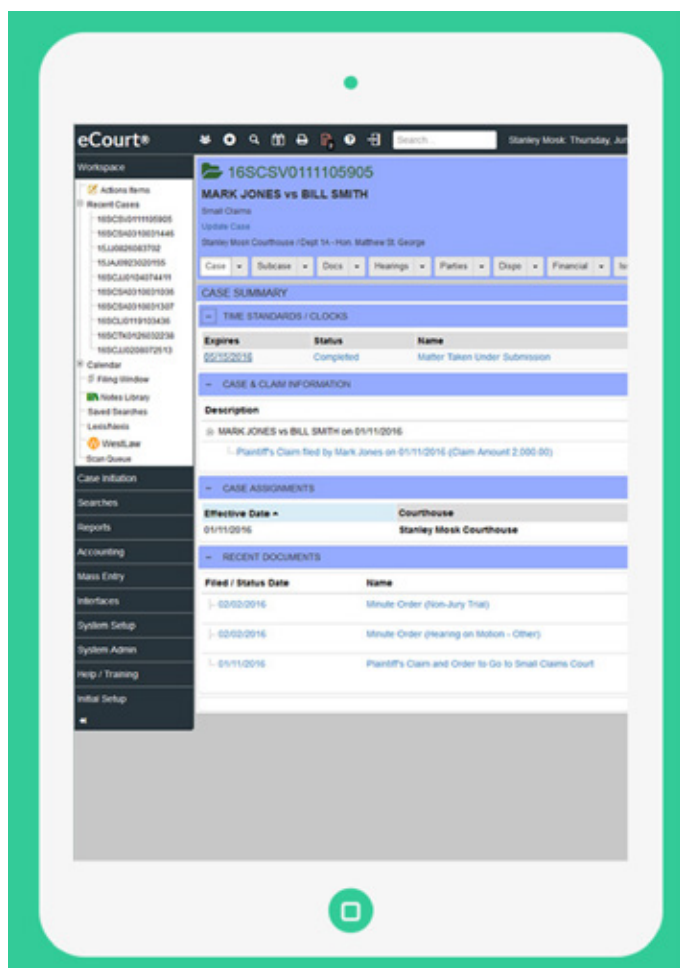 eCourt®
Search...
Stanley Mosk: Thursday, Jun
Workspace
Actions Items
Recent Cases
16SCSV0111105905
16SCSA0310031446
15JJ0826083702
15JAJ0923020155
16SCJJ0104074411
16SCSA0310031036
16SCSA0310031307
16SCLJ0119103436
16SCTK0126032238
16SCJJ0208072513
Calendar
Filing Window
Notes Library
Saved Searches
LexisNexis
WestLaw
Scan Queue
Case Initiation
Searches
Reports
Accounting
Mass Entry
Interfaces
System Setup
System Admin
Help / Training
Initial Setup
16SCSV0111105905
MARK JONES vs BILL SMITH
Small Claims
Update Case
Stanley Mosk Courthouse / Dept 1A - Hon. Matthew St. George
Case Subcase Docs Hearings Parties Dispo Financial
CASE SUMMARY
TIME STANDARDS / CLOCKS
Expires Status Name
05/15/2016 Completed Matter Taken Under Submission
CASE & CLAIM INFORMATION
Description
MARK JONES vs BILL SMITH on 01/11/2016
Plaintiff's Claim filed by Mark Jones on 01/11/2016 (Claim Amount 2,000.00)
CASE ASSIGNMENTS
Effective Date Courthouse
01/11/2016 Stanley Mosk Courthouse
RECENT DOCUMENTS
Filed / Status Date Name
02/02/2016 Minute Order (Non-Jury Trial)
02/02/2016 Minute Order (Hearing on Motion - Other)
01/11/2016 Plaintiff's Claim and Order to Go to Small Claims Court